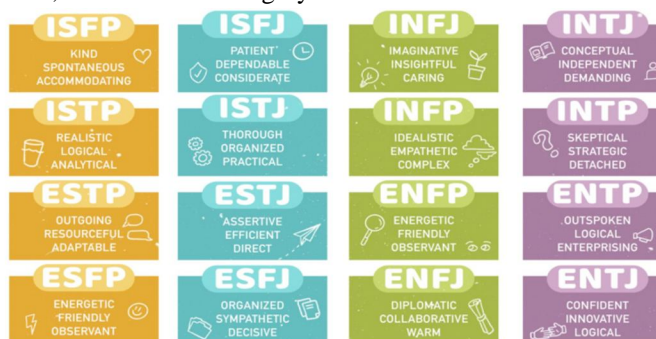 ISFP
KIND
SPONTANEOUS
ACCOMMODATING
ISFJ
PATIENT
DEPENDABLE
CONSIDERATE
INFJ
IMAGINATIVE
INSIGHTFUL
CARING
INTJ
CONCEPTUAL
INDEPENDENT
DEMANDING
ISTP
REALISTIC
LOGICAL
ANALYTICAL
ISTJ
THOROUGH
ORGANIZED
PRACTICAL
INFP
IDEALISTIC
EMPATHETIC
COMPLEX
INTP
SKEPTICAL
STRATEGIC
DETACHED
ESTP
OUTGOING
RESOURCEFUL
ADAPTABLE
ESTJ
ASSERTIVE
EFFICIENT
DIRECT
ENFP
ENERGETIC
FRIENDLY
OBSERVANT
ENTP
OUTSPOKEN
LOGICAL
ENTERPRISING
ESFP
ENERGETIC
FRIENDLY
OBSERVANT
ESFJ
ORGANIZED
SYMPATHETIC
DECISIVE
ENFJ
DIPLOMATIC
COLLABORATIVE
WARM
ENTJ
CONFIDENT
INNOVATIVE
LOGICAL